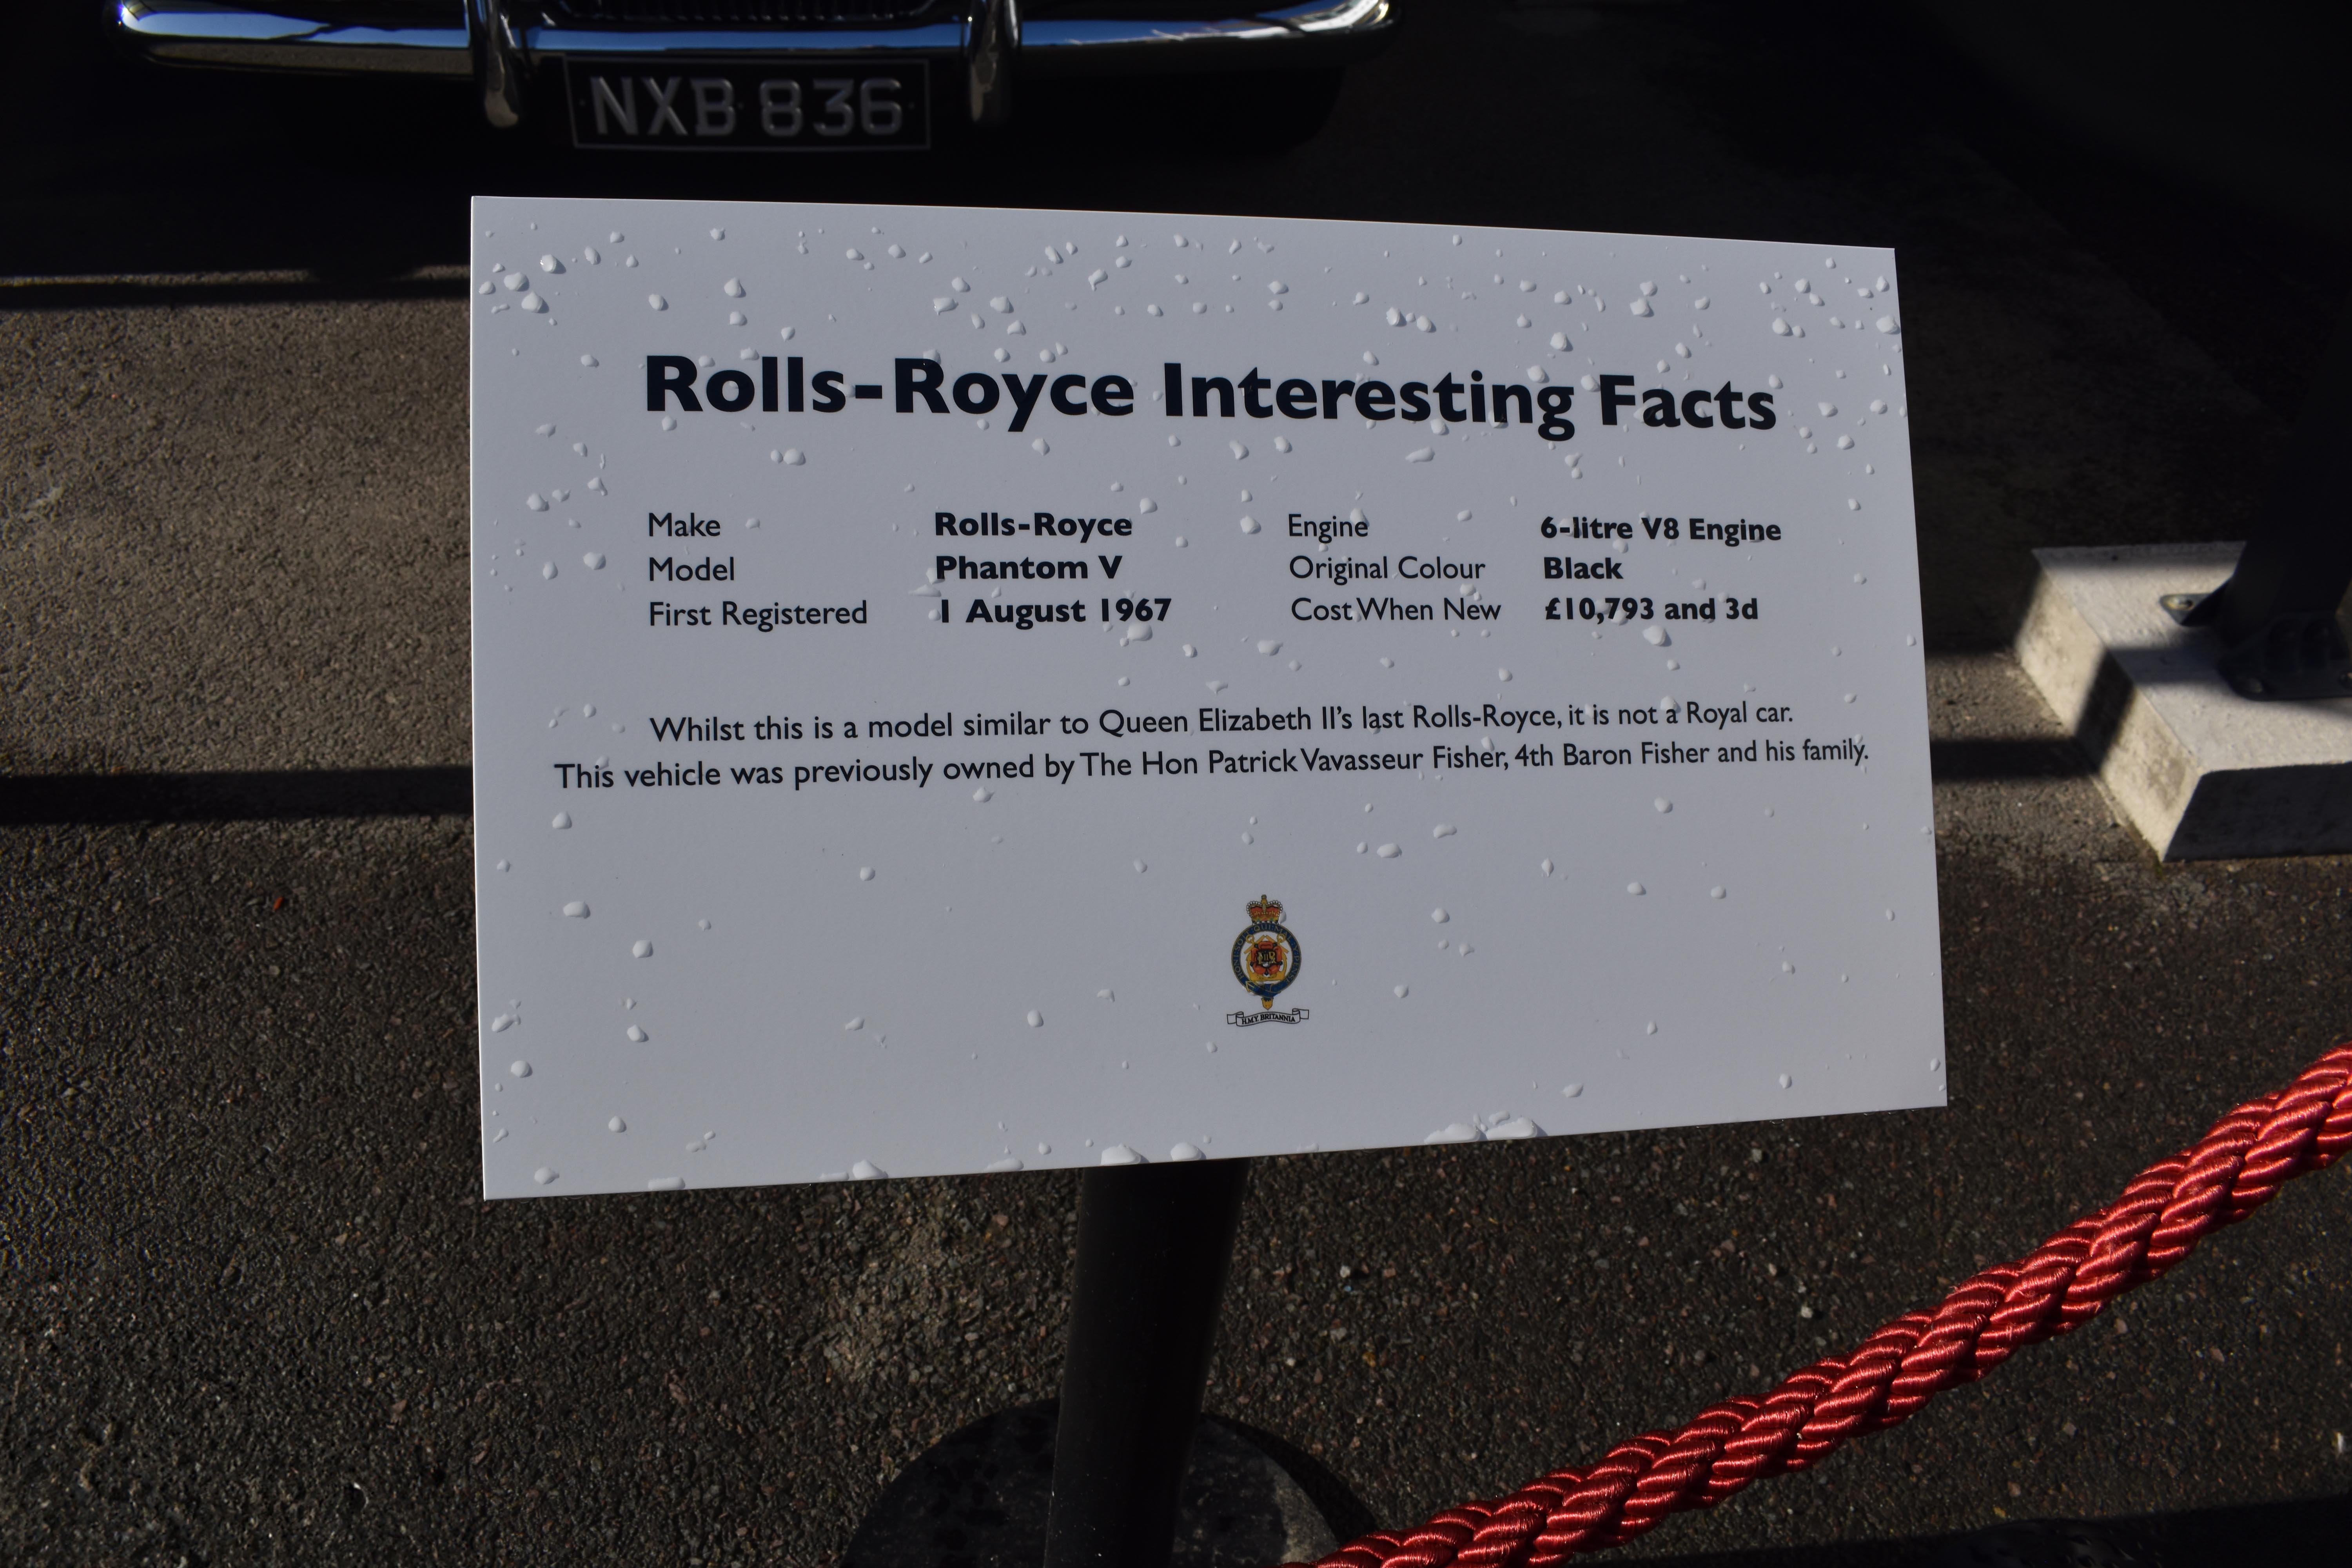 NXB 836
Rolls-Royce Interesting Facts
Make Rolls-Royce Engine 6-litre V8 Engine
Model Phantom V Original Colour Black
First Registered 1 August 1967 Cost When New £10,793 and 3d
Whilst this is a model similar to Queen Elizabeth II's last Rolls-Royce, it is not a Royal car.
This vehicle was previously owned by The Hon Patrick Vavasseur Fisher, 4th Baron Fisher and his family.
H.M.Y. BRITANNIA